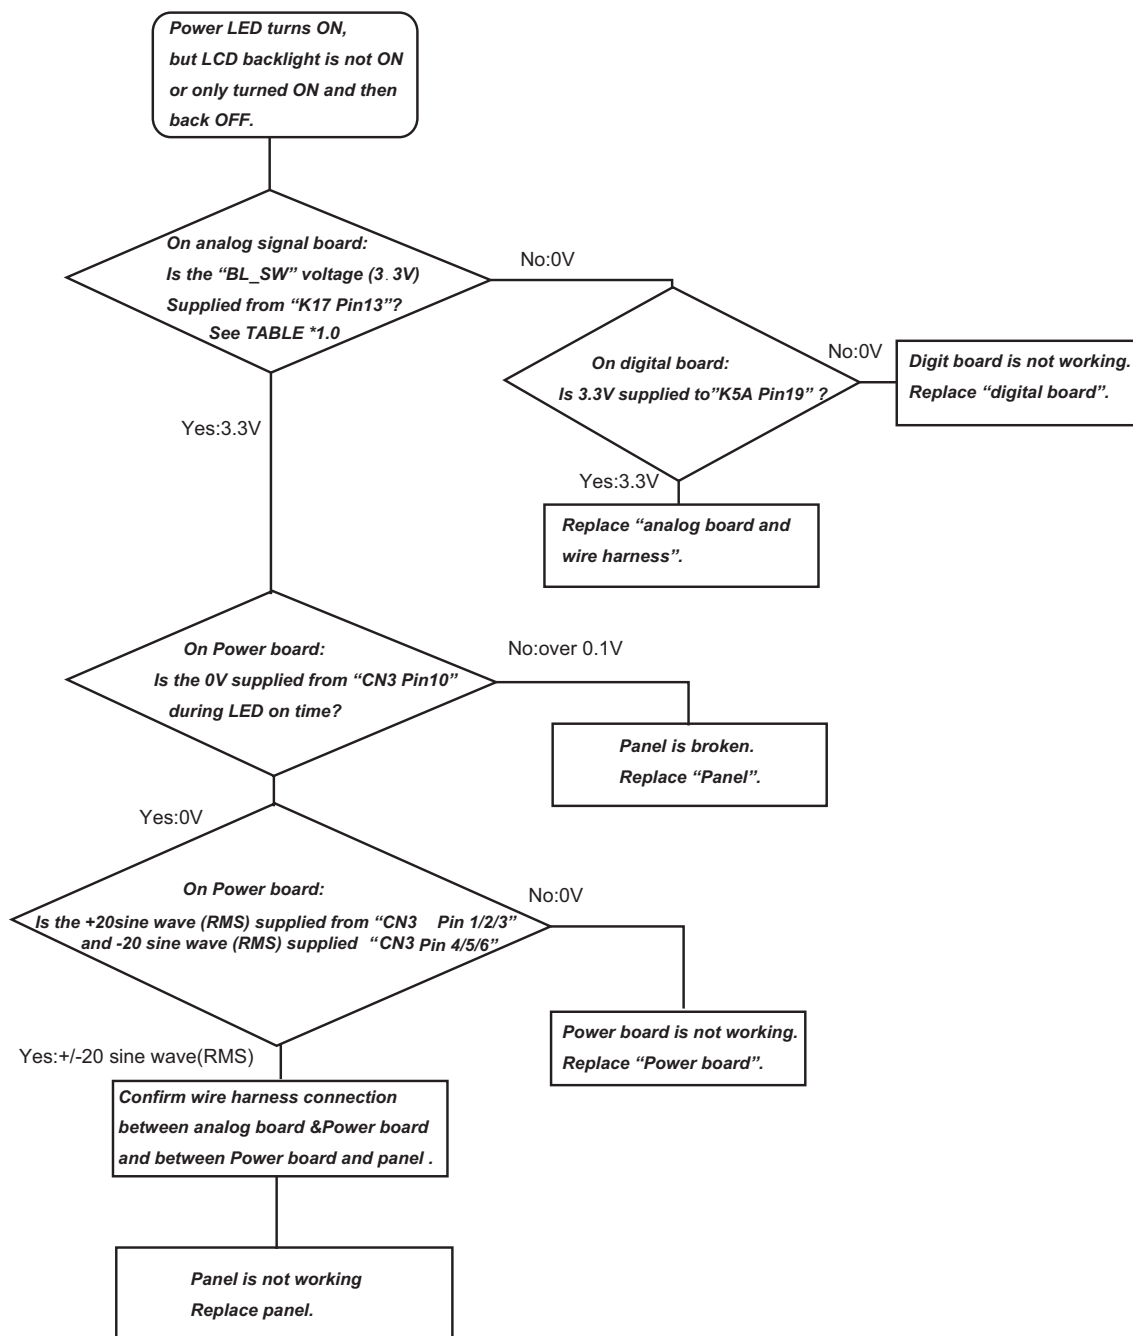 Power LED turns ON,
but LCD backlight is not ON
or only turned ON and then
back OFF.
On analog signal board:
Is the “BL_SW” voltage (3.3V)
Supplied from “K17 Pin13”?
See TABLE *1.0
No:0V
On digital board:
Is 3.3V supplied to”K5A Pin19” ?
No:0V
Digit board is not working.
Replace “digital board”.
Yes:3.3V
Yes:3.3V
Replace “analog board and
wire harness”.
On Power board:
Is the 0V supplied from “CN3 Pin10”
during LED on time?
No:over 0.1V
Panel is broken.
Replace “Panel”.
Yes:0V
On Power board:
Is the +20sine wave (RMS) supplied from “CN3 Pin 1/2/3”
and -20 sine wave (RMS) supplied “CN3 Pin 4/5/6”
No:0V
Power board is not working.
Replace “Power board”.
Yes:+/-20 sine wave(RMS)
Confirm wire harness connection
between analog board &Power board
and between Power board and panel .
Panel is not working
Replace panel.